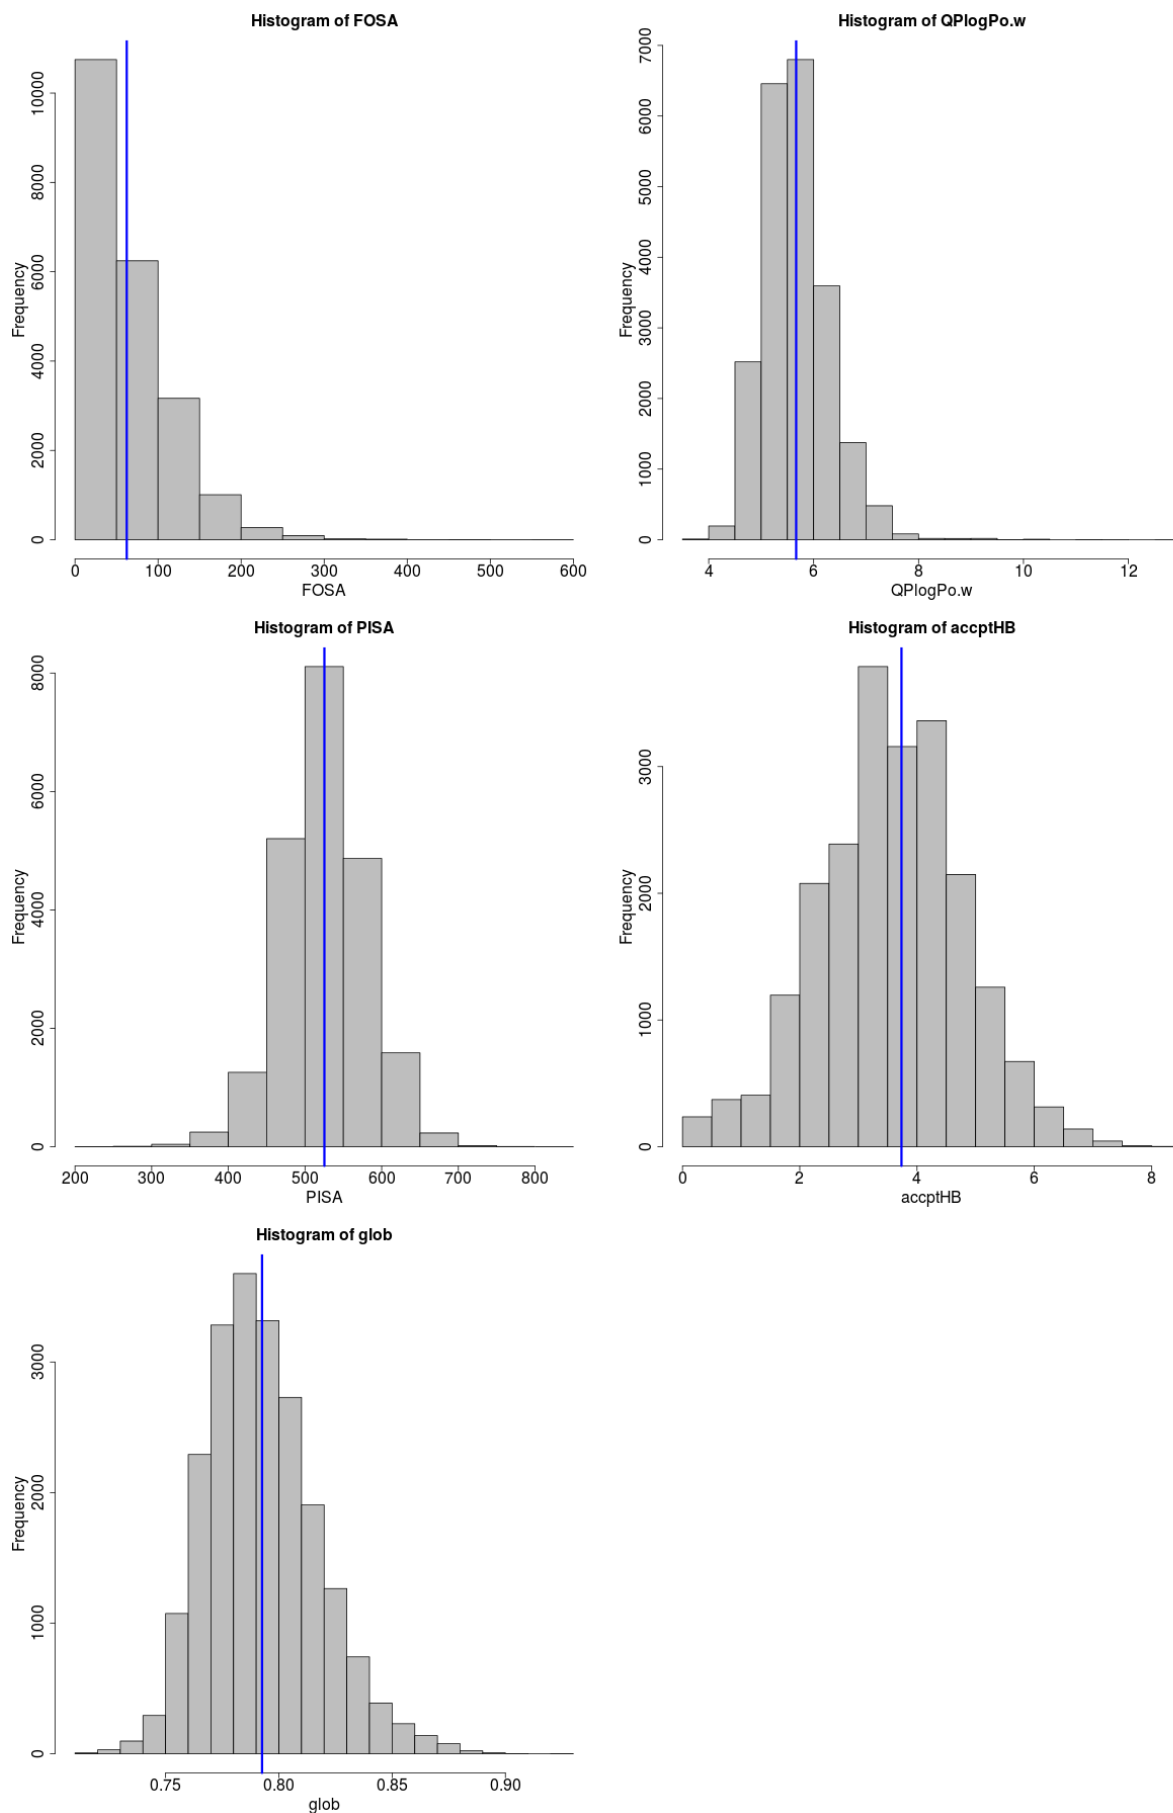 Histogram of FOSA
Frequency
0 2000 4000 6000 8000 10000
0 100 200 300 400 500 600
FOSA
Histogram of QPlogPo.w
Frequency
0 1000 2000 3000 4000 5000 6000 7000
4 6 8 10 12
QPlogPo.w
Histogram of PISA
Frequency
0 2000 4000 6000 8000
200 300 400 500 600 700 800
PISA
Histogram of accptHB
Frequency
0 1000 2000 3000
0 2 4 6 8
accptHB
Histogram of glob
Frequency
0 1000 2000 3000
0.75 0.80 0.85 0.90
glob